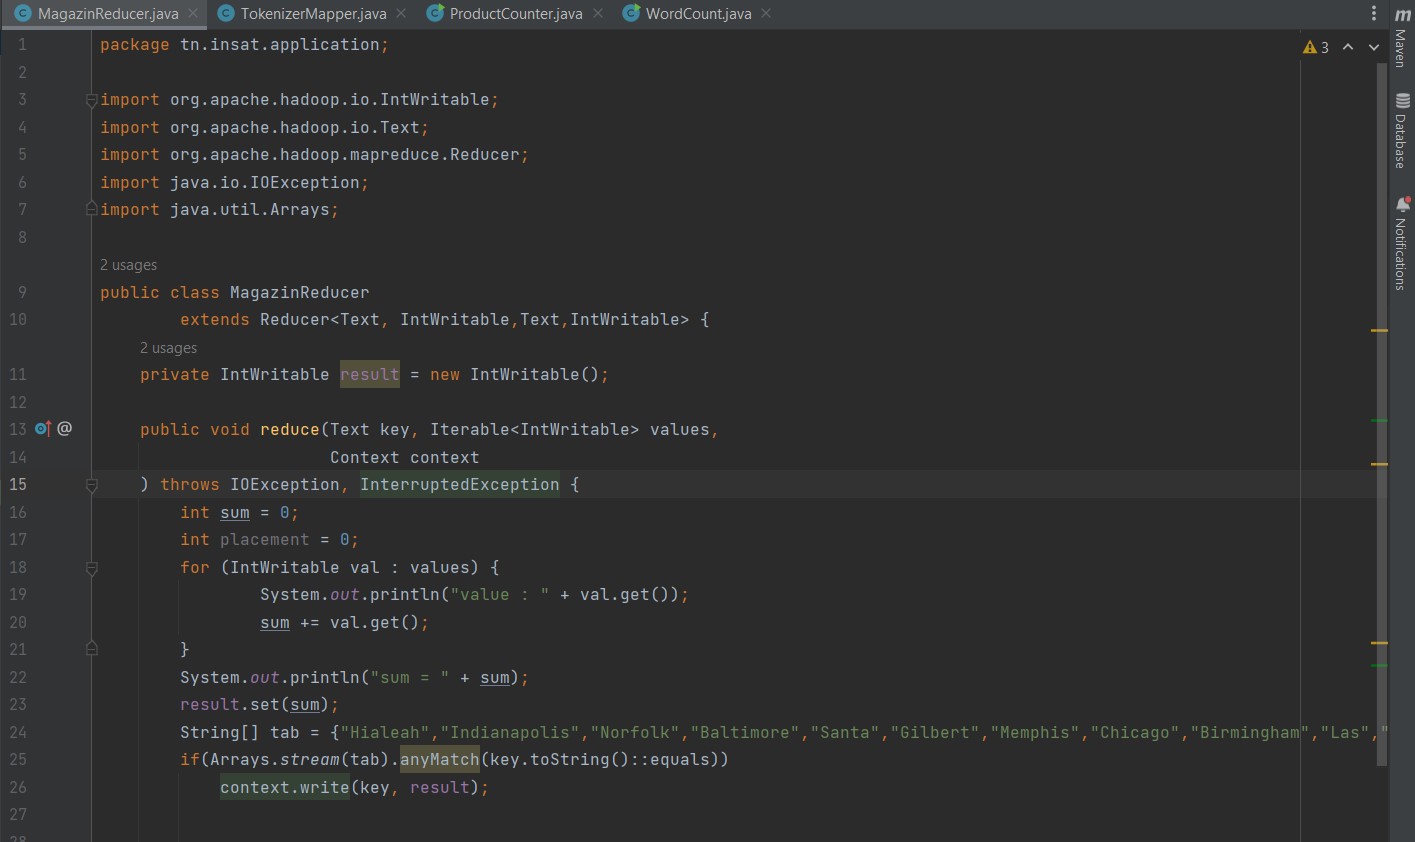 MagazinReducer.java TokenizerMapper.java ProductCounter.java WordCount.java
m
Maven
Database
Notifications
3
1 package tn.insat.application;
2
3 import org.apache.hadoop.io.IntWritable;
4 import org.apache.hadoop.io.Text;
5 import org.apache.hadoop.mapreduce.Reducer;
6 import java.io.IOException;
7 import java.util.Arrays;
8
2 usages
9 public class MagazinReducer
10 extends Reducer<Text, IntWritable,Text,IntWritable> {
2 usages
11 private IntWritable result = new IntWritable();
12
13 @ public void reduce(Text key, Iterable<IntWritable> values,
14 Context context
15 ) throws IOException, InterruptedException {
16 int sum = 0;
17 int placement = 0;
18 for (IntWritable val : values) {
19 System.out.println("value : " + val.get());
20 sum += val.get();
21 }
22 System.out.println("sum = " + sum);
23 result.set(sum);
24 String[] tab = {"Hialeah","Indianapolis","Norfolk","Baltimore","Santa","Gilbert","Memphis","Chicago","Birmingham","Las","
25 if(Arrays.stream(tab).anyMatch(key.toString()::equals))
26 context.write(key, result);
27
28